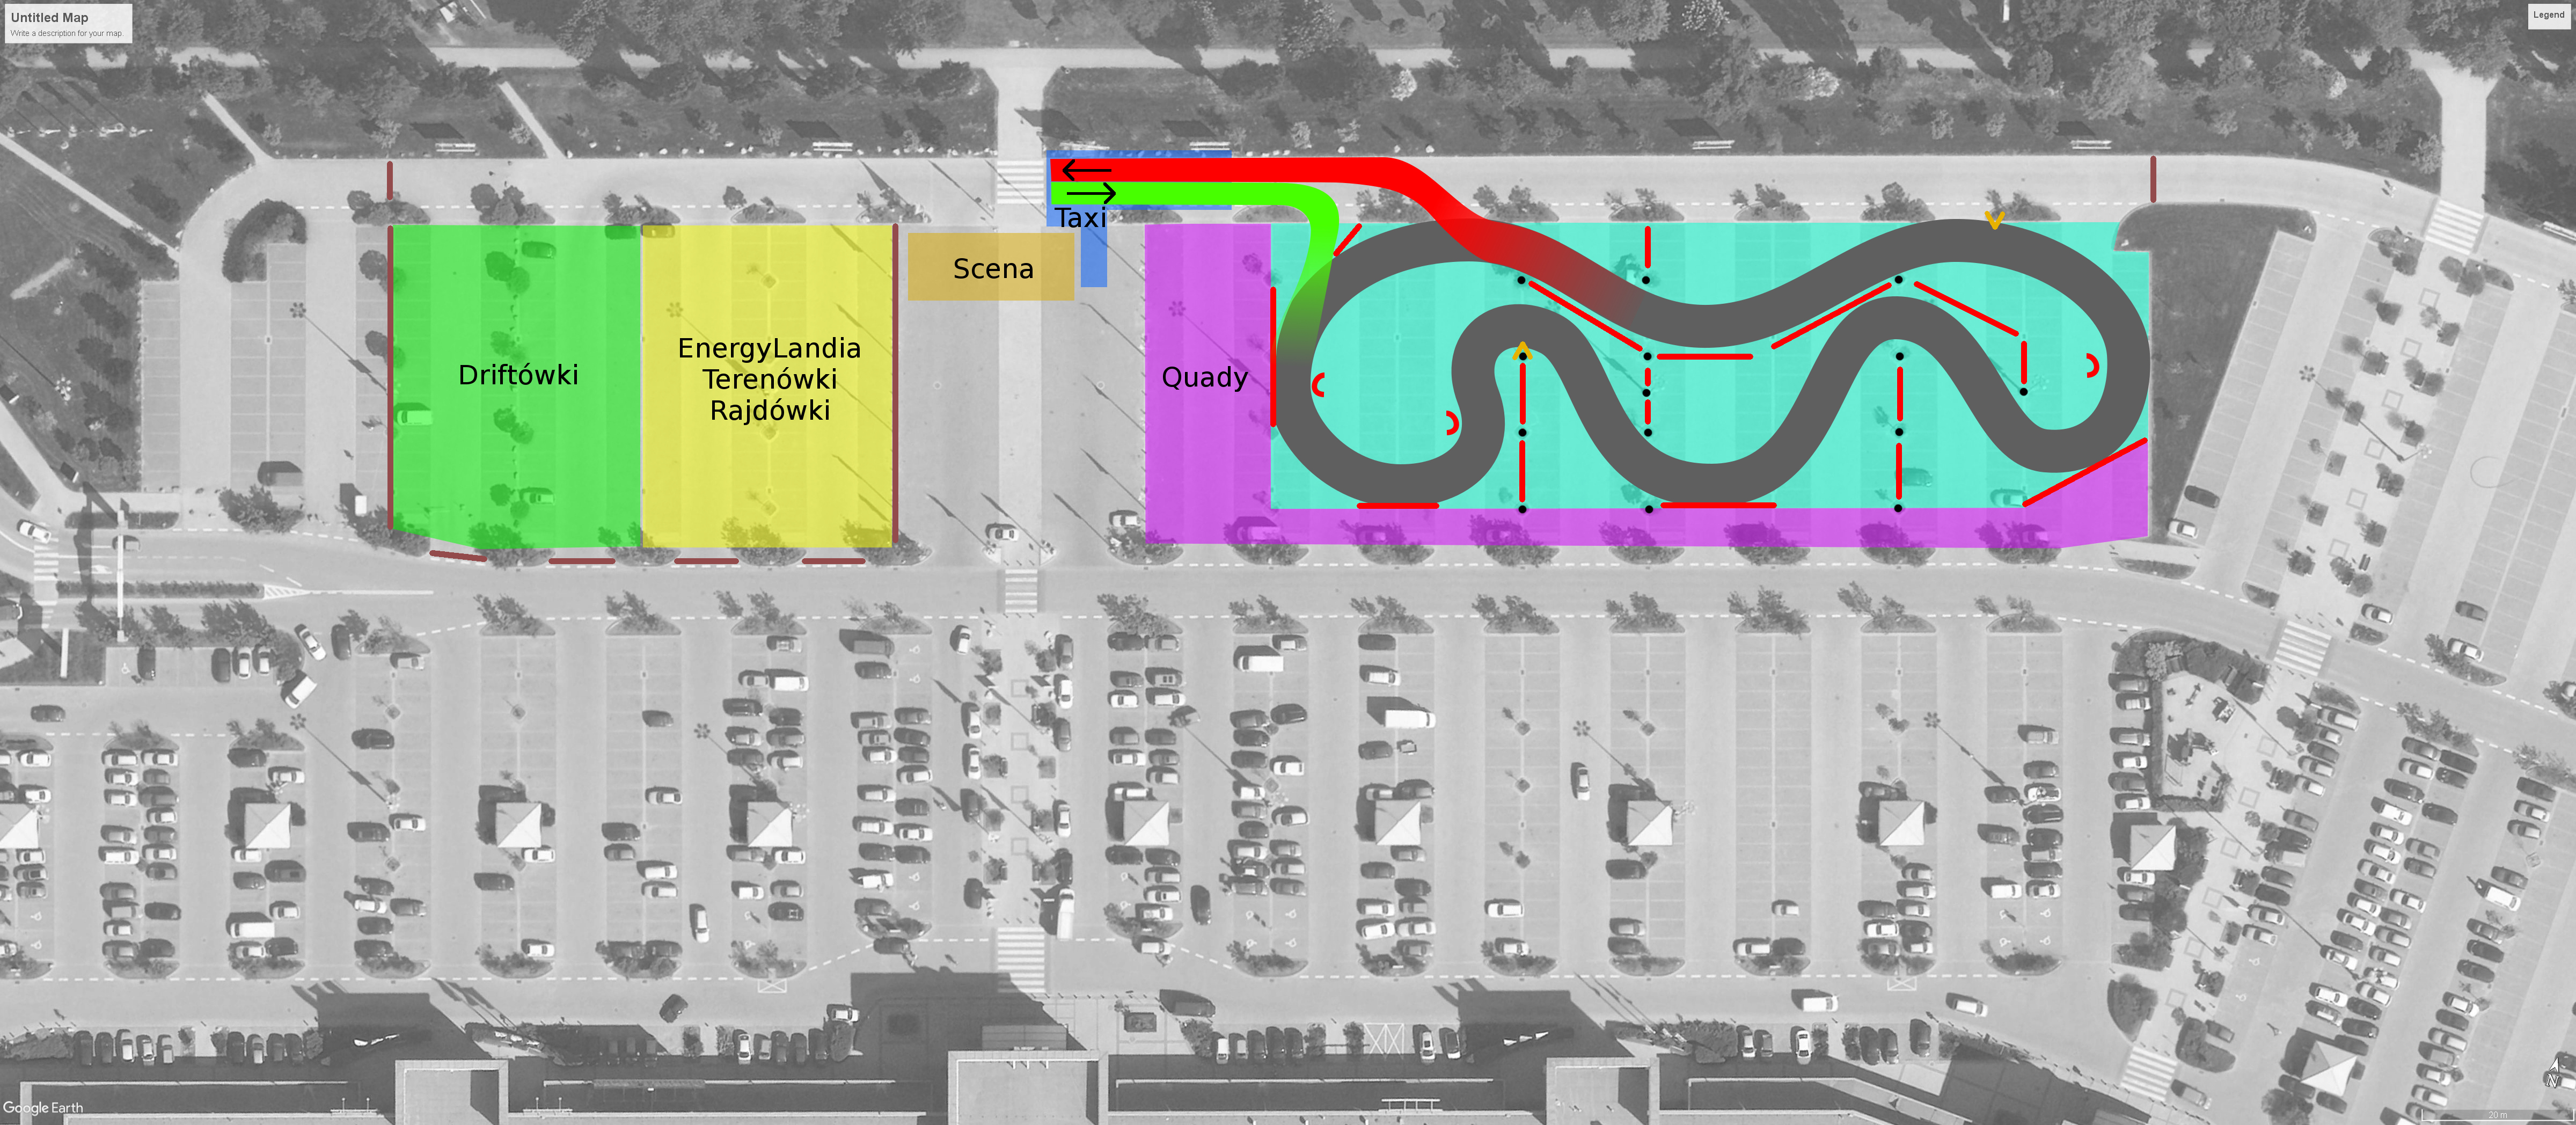 Untitled Map
Write a description for your map.
Legend
Taxi
Scena
EnergyLandia
Terenówki
Rajdówki
Driftówki
Quady
Google Earth
N
20 m